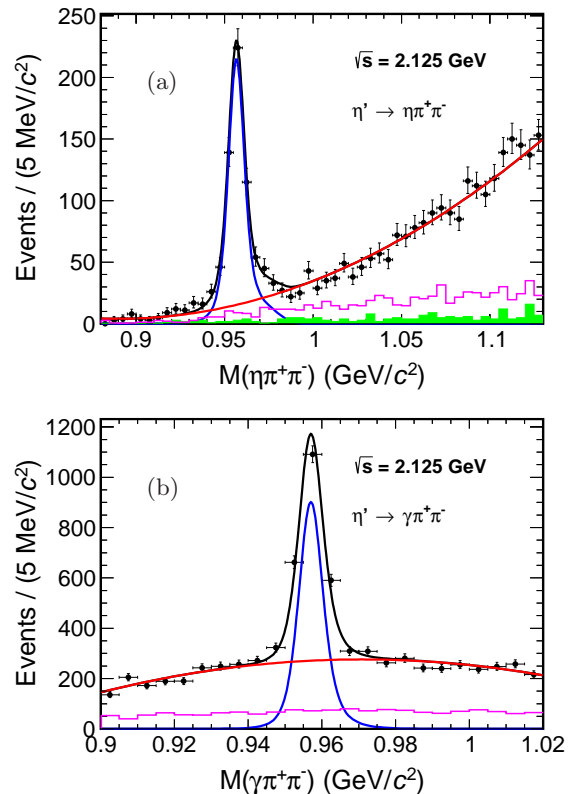 250
200
150
100
50
0
Events / (5 MeV/c²)
(a)
√s = 2.125 GeV
η' → ηπ⁺π⁻
0.9 0.95 1 1.05 1.1
M(ηπ⁺π⁻) (GeV/c²)
1200
1000
800
600
400
200
0
Events / (5 MeV/c²)
(b)
√s = 2.125 GeV
η' → γπ⁺π⁻
0.9 0.92 0.94 0.96 0.98 1 1.02
M(γπ⁺π⁻) (GeV/c²)